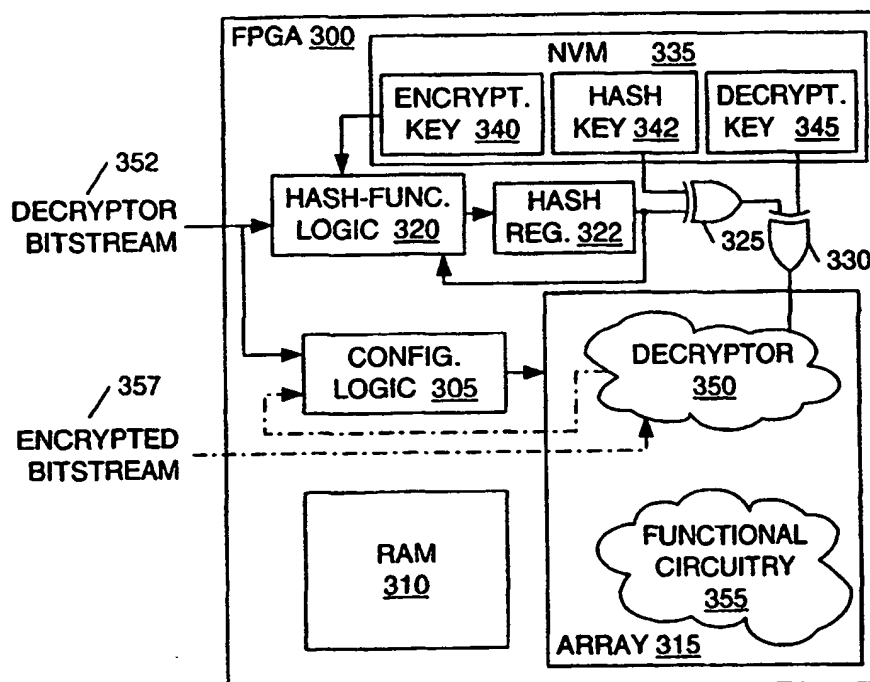 FPGA 300
NVM 335
ENCRYPT.
KEY 340
HASH
KEY 342
DECRYPT.
KEY 345
352
DECRYPTOR
BITSTREAM
HASH-FUNC.
LOGIC 320
HASH
REG. 322
325
330
CONFIG.
LOGIC 305
DECRYPTOR
350
357
ENCRYPTED
BITSTREAM
RAM
310
FUNCTIONAL
CIRCUITRY
355
ARRAY 315